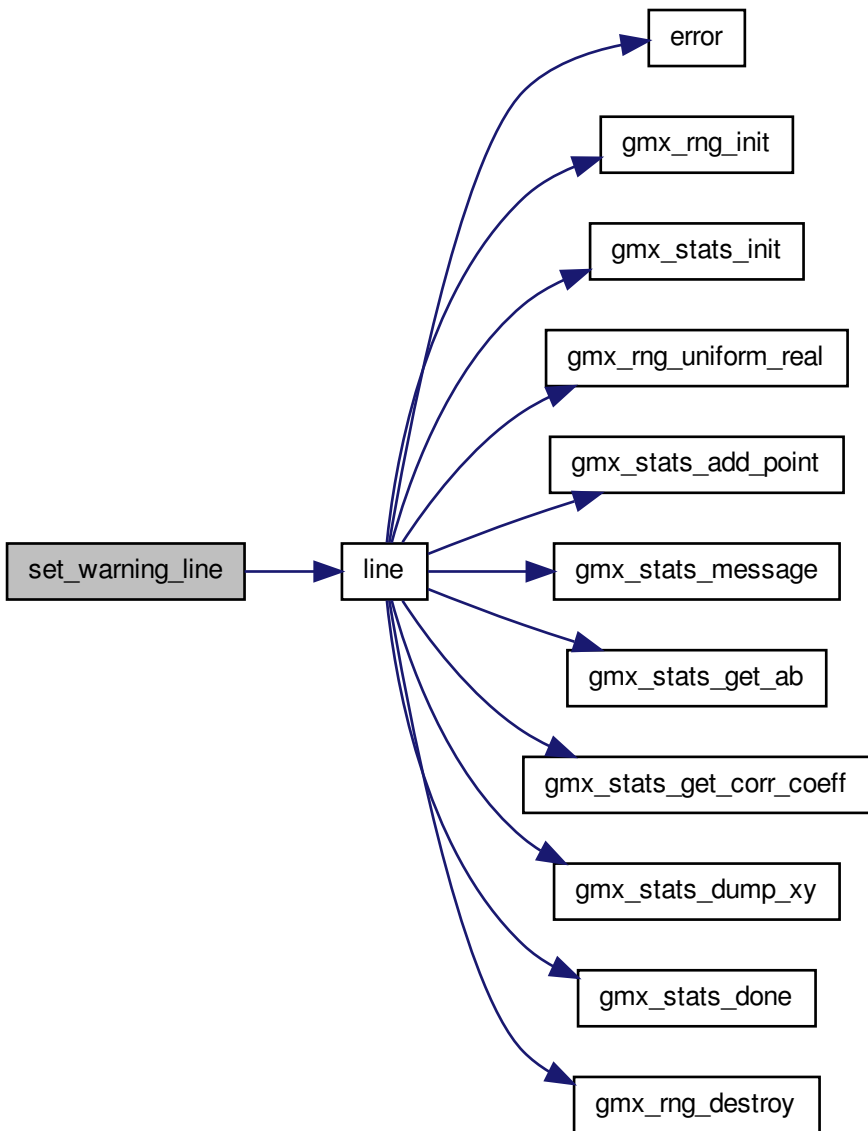 error
gmx_rng_init
gmx_stats_init
gmx_rng_uniform_real
gmx_stats_add_point
set_warning_line
line
gmx_stats_message
gmx_stats_get_ab
gmx_stats_get_corr_coeff
gmx_stats_dump_xy
gmx_stats_done
gmx_rng_destroy